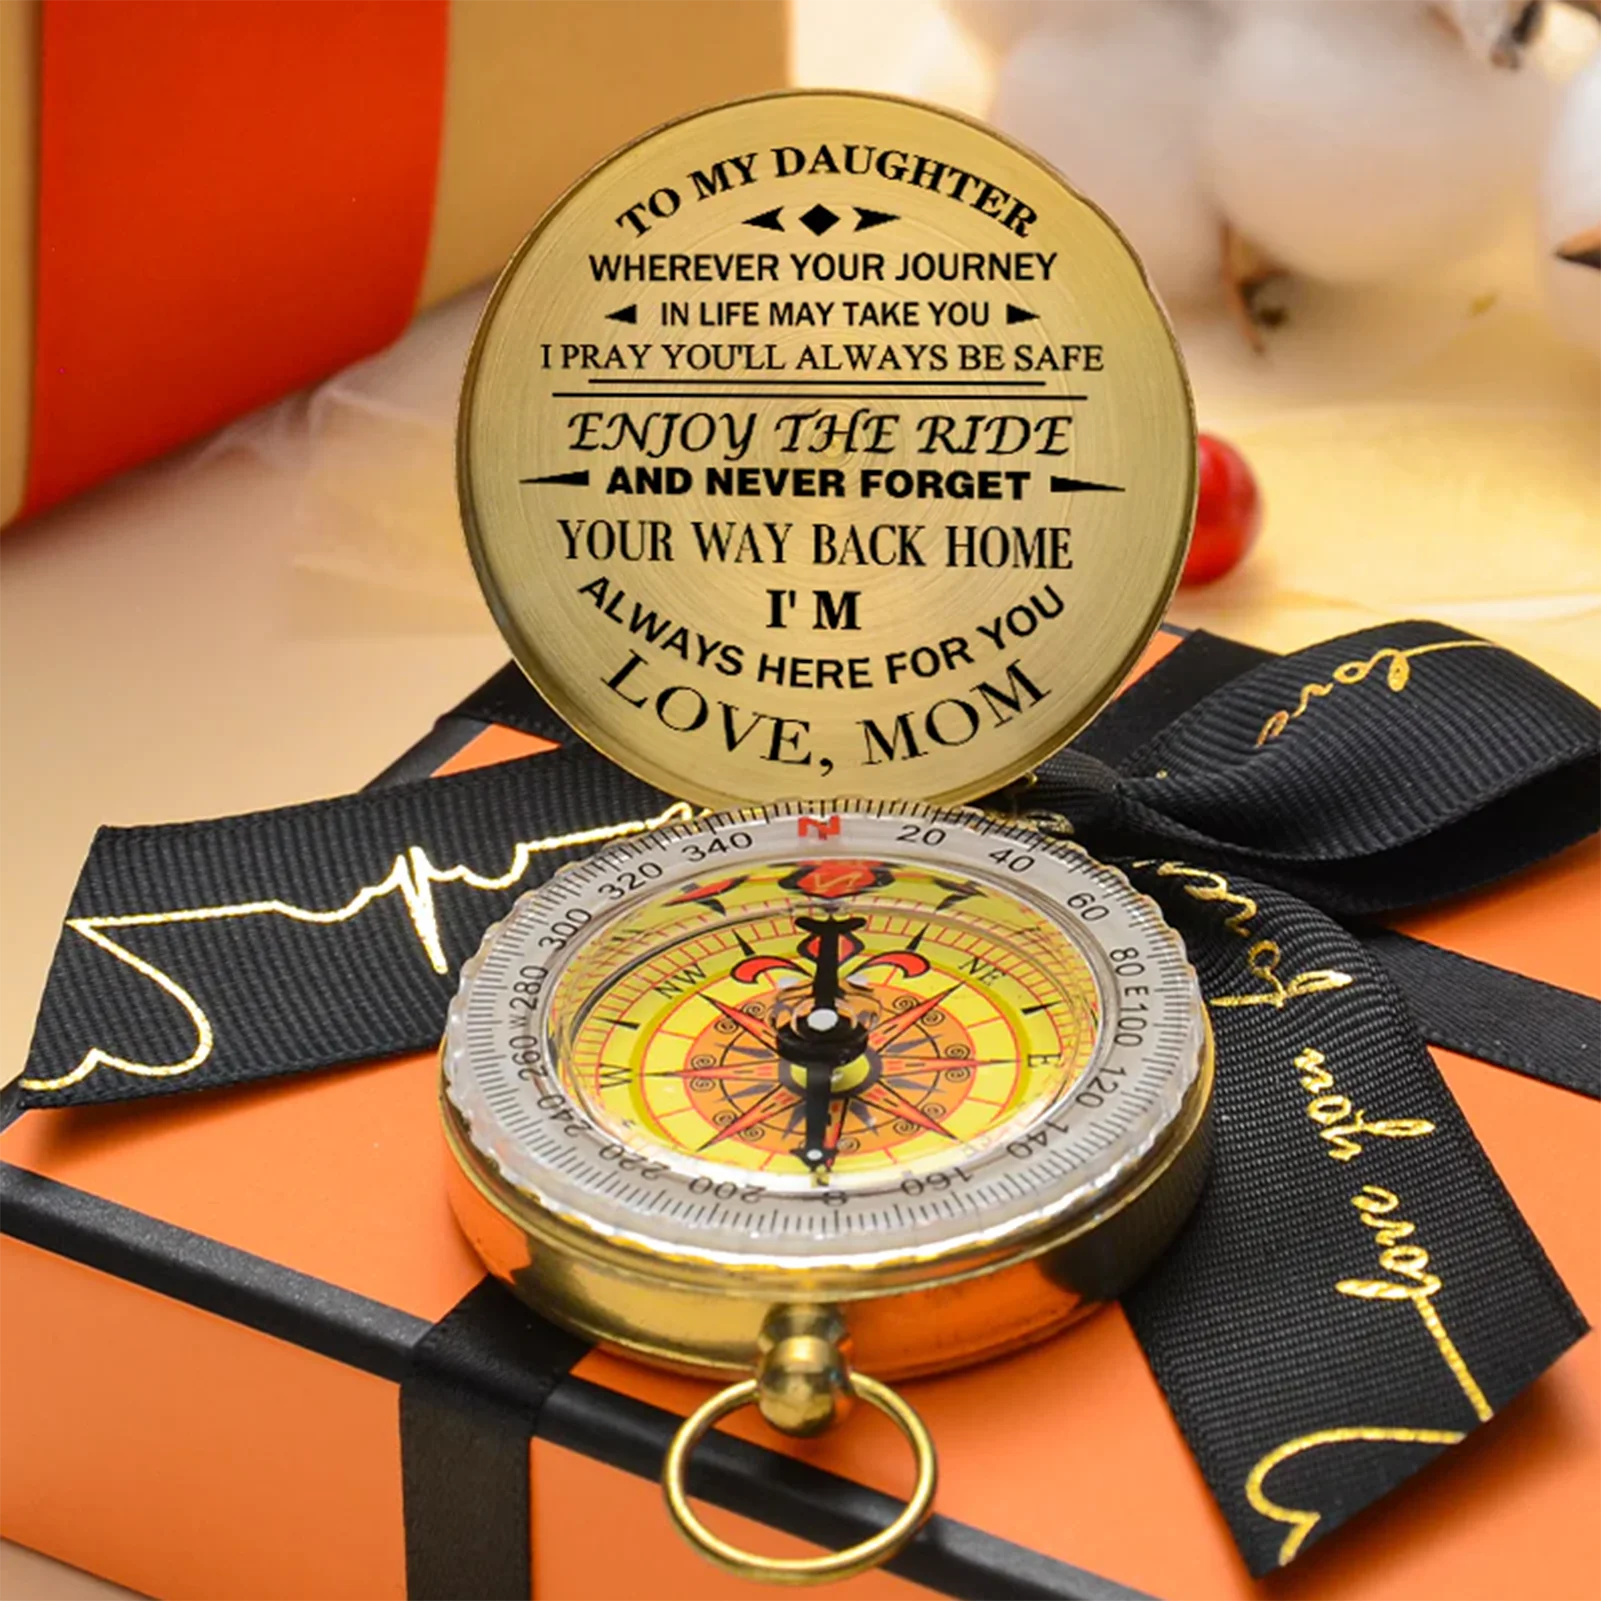 TO MY DAUGHTER
WHEREVER YOUR JOURNEY
IN LIFE MAY TAKE YOU
I PRAY YOU'LL ALWAYS BE SAFE
ENJOY THE RIDE
AND NEVER FORGET
YOUR WAY BACK HOME
I'M
ALWAYS HERE FOR YOU
LOVE, MOM
love
love
you
love
N
20
40
60
80
E
100
120
140
160
S
200
220
240
260
W
280
300
320
340
N
NE
E
W
NW